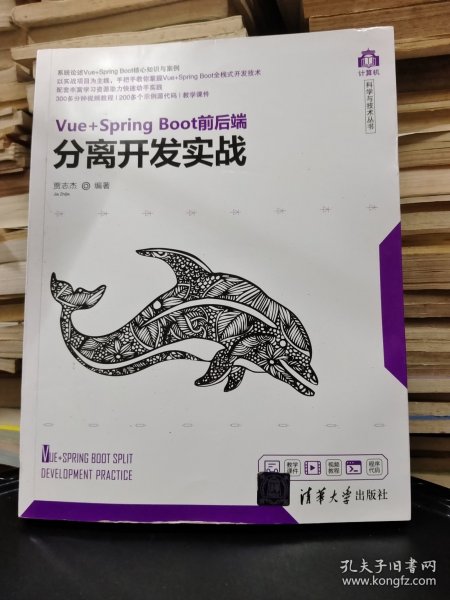 系统论述Vue+Spring Boot核心知识与案例
以实战项目为主线，手把手教你掌握Vue+Spring Boot全栈式开发技术
配套丰富学习资源助力快速动手实践
300多分钟视频教程|200多个示例源代码|教学课件
计算机
科学与技术丛书
Vue+Spring Boot前后端
分离开发实战
贾志杰 编著
Jia Zhijie
VUE+SPRING BOOT SPLIT
DEVELOPMENT PRACTICE
教学
课件
视频
教程
程序
代码
清华大学出版社
孔夫子旧书网
www.kongfz.com